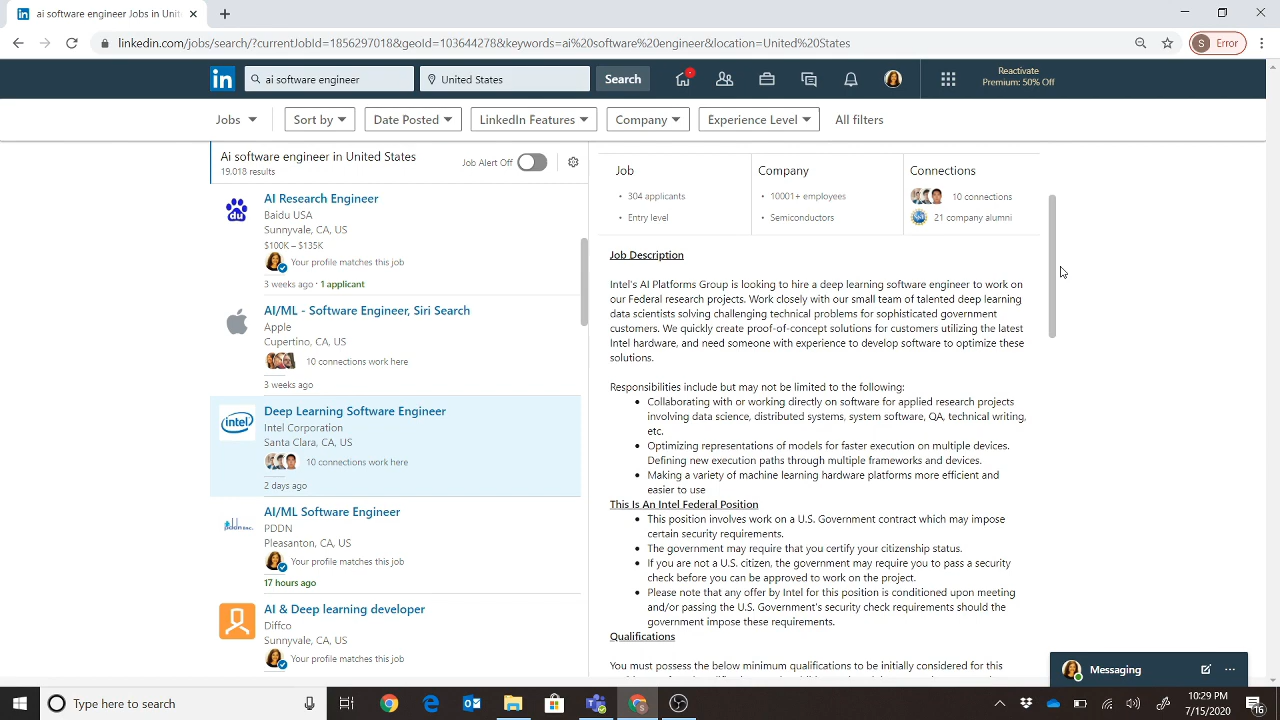 ai software engineer Jobs in Unit
linkedin.com/jobs/search/?currentJobId=1856297018&geoId=103644278&keywords=ai%20software%20engineer&location=United%20States
S Error
in
ai software engineer
United States
Search
Reactivate
Premium: 50% Off
Jobs
Sort by
Date Posted
LinkedIn Features
Company
Experience Level
All filters
Ai software engineer in United States
19.018 results
Job Alert Off
AI Research Engineer
Baidu USA
Sunnyvale, CA, US
$100K – $135K
Your profile matches this job
3 weeks ago · 1 applicant
du
AI/ML - Software Engineer, Siri Search
Apple
Cupertino, CA, US
10 connections work here
3 weeks ago
intel
Deep Learning Software Engineer
Intel Corporation
Santa Clara, CA, US
10 connections work here
2 days ago
pddn inc.
AI/ML Software Engineer
PDDN
Pleasanton, CA, US
Your profile matches this job
17 hours ago
AI & Deep learning developer
Diffco
Sunnyvale, CA, US
Your profile matches this job
Job
• 304 applicants
• Entry level
Company
• 10001+ employees
• Semiconductors
Connections
10 connections
21 company alumni
Job Description
Intel's AI Platforms Group is looking to hire a deep learning software engineer to work on
our Federal research projects. Work closely with our small team of talented deep learning
data scientists solving challenging technical problems for sophisticated government
customers. We quickly create proof-of-concept solutions for customers utilizing the latest
Intel hardware, and need someone with experience to develop software to optimize these
solutions.
Responsibilities include but may not be limited to the following:
• Collaborating with or working directly on software for applied research projects
involving data science, distributed systems, system software, QA, technical writing,
etc.
• Optimizing representations of models for faster execution on multiple devices.
Defining new execution paths through multiple frameworks and devices.
• Making a variety of machine learning hardware platforms more efficient and
easier to use
This Is An Intel Federal Position
• This position involves work on a U.S. Government contract which may impose
certain security requirements.
• The government may require that you certify your citizenship status.
• If you are not a U.S. citizen, the government may require you to pass a security
check before you can be approved to work on the project.
• Please note that any offer by Intel for this position is conditioned upon meeting
and/or passing the U.S. Government's security check requirements should the
government impose these requirements.
Qualifications
You must possess the below minimum qualifications to be initially considered for this
Messaging
Type here to search
10:29 PM
7/15/2020
16